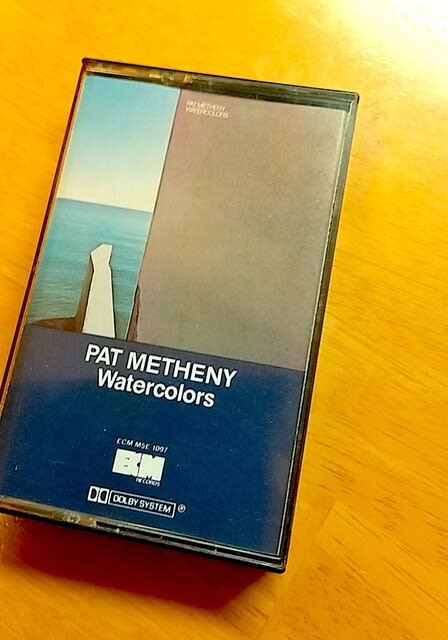 PAT METHENY
WATERCOLORS
PAT METHENY
Watercolors
ECM M5E 1097
ECM
RECORDS
DOLBY SYSTEM ®